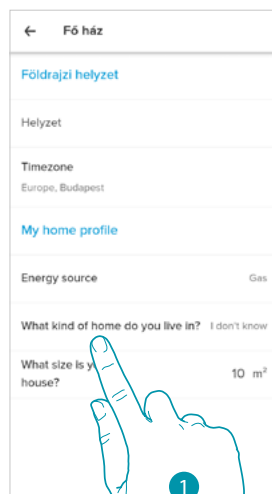 ← Fő ház
Földrajzi helyzet
Helyzet
Timezone
Europe, Budapest
My home profile
Energy source Gas
What kind of home do you live in? I don't know
What size is
house? 10 m²
1